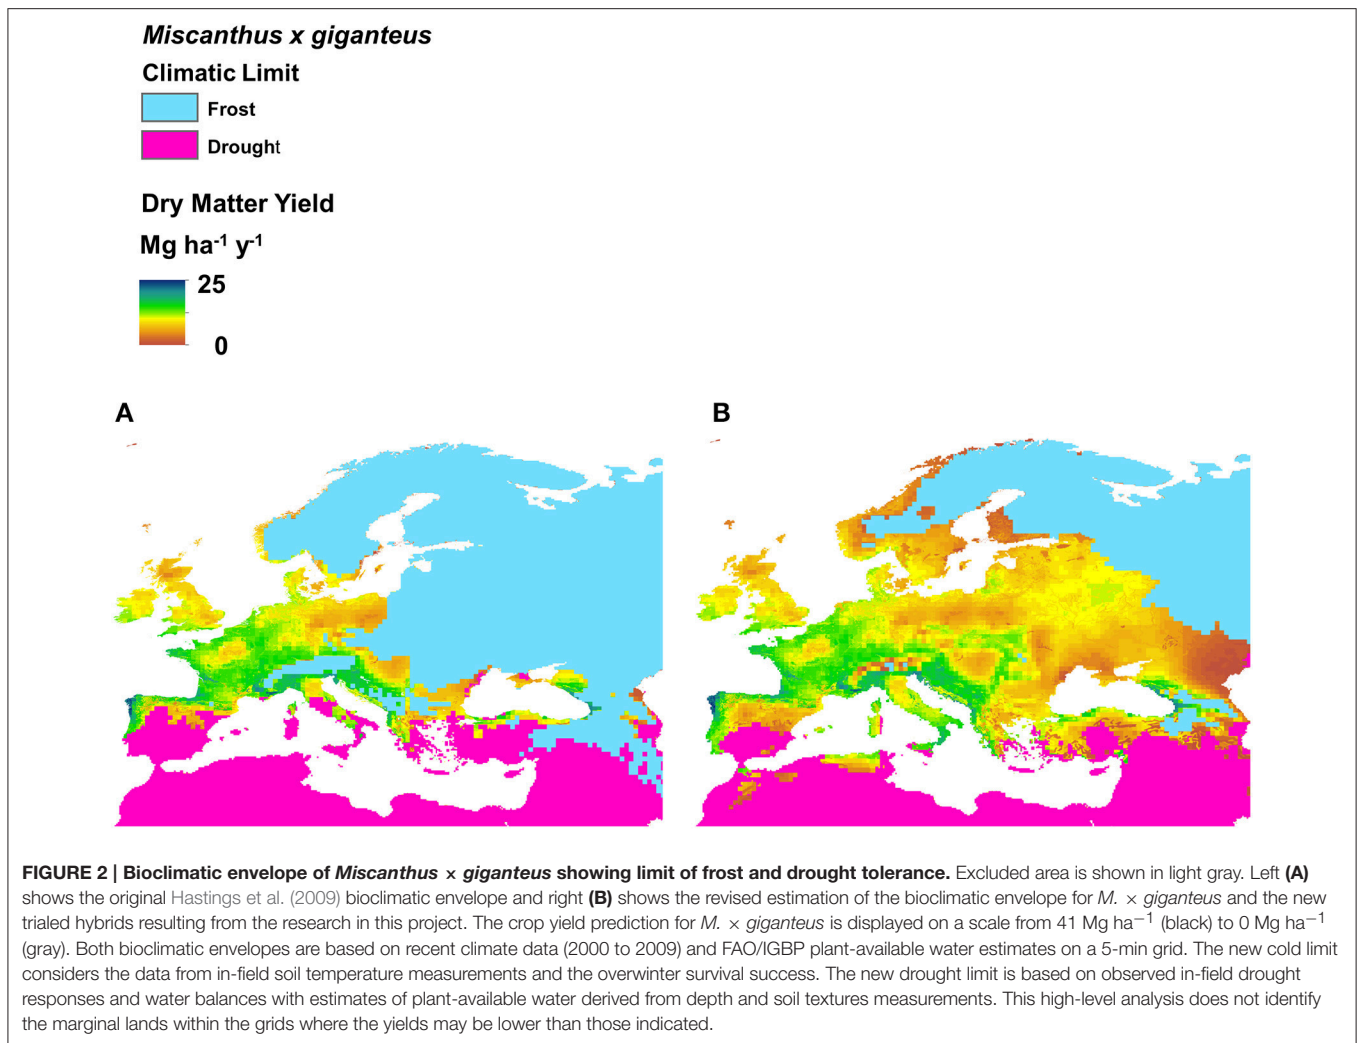 Miscanthus x giganteus
Climatic Limit
Frost
Drought
Dry Matter Yield
Mg ha⁻¹ y⁻¹
25
0
A
B
FIGURE 2 | Bioclimatic envelope of Miscanthus × giganteus showing limit of frost and drought tolerance. Excluded area is shown in light gray. Left (A)
shows the original Hastings et al. (2009) bioclimatic envelope and right (B) shows the revised estimation of the bioclimatic envelope for M. × giganteus and the new
trialed hybrids resulting from the research in this project. The crop yield prediction for M. × giganteus is displayed on a scale from 41 Mg ha⁻¹ (black) to 0 Mg ha⁻¹
(gray). Both bioclimatic envelopes are based on recent climate data (2000 to 2009) and FAO/IGBP plant-available water estimates on a 5-min grid. The new cold limit
considers the data from in-field soil temperature measurements and the overwinter survival success. The new drought limit is based on observed in-field drought
responses and water balances with estimates of plant-available water derived from depth and soil textures measurements. This high-level analysis does not identify
the marginal lands within the grids where the yields may be lower than those indicated.